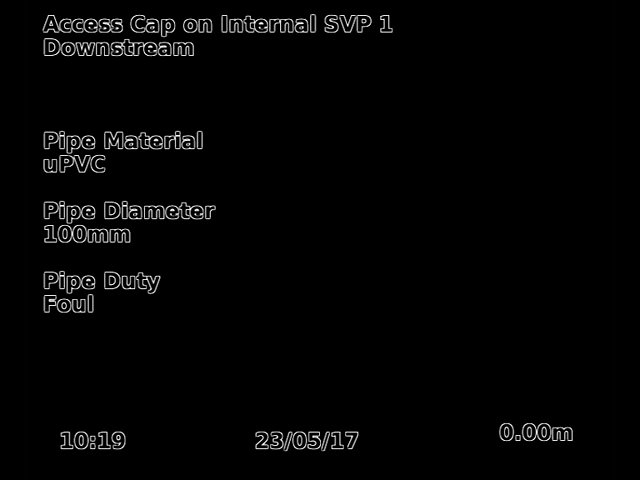 Access Cap on Internal SVP 1
Downstream
Pipe Material
uPVC
Pipe Diameter
100mm
Pipe Duty
Foul
10:19 23/05/17 0.00m